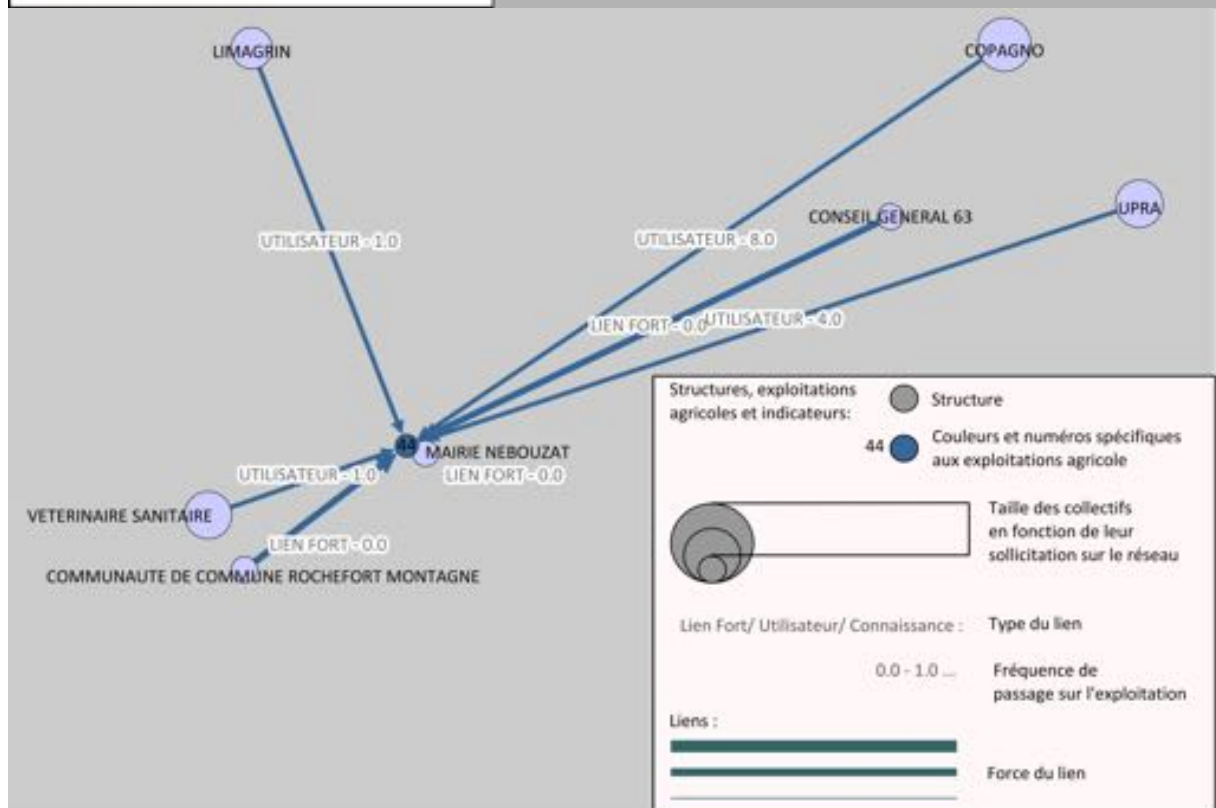 LIMAGRIN
COPAGNO
CONSEIL GENERAL 63
UPRA
UTILISATEUR - 1.0
UTILISATEUR - 8.0
LIEN FORT - 0.0
UTILISATEUR - 4.0
44
MAIRIE NEBOUZAT
UTILISATEUR - 1.0
LIEN FORT - 0.0
VETERINAIRE SANITAIRE
LIEN FORT - 0.0
COMMUNAUTE DE COMMUNE ROCHEFORT MONTAGNE
Structures, exploitations
agricoles et indicateurs:
Structure
44
Couleurs et numéros spécifiques
aux exploitations agricole
Taille des collectifs
en fonction de leur
sollicitation sur le réseau
Lien Fort/ Utilisateur/ Connaissance :
Type du lien
0.0 - 1.0 ...
Fréquence de
passage sur l'exploitation
Liens :
Force du lien